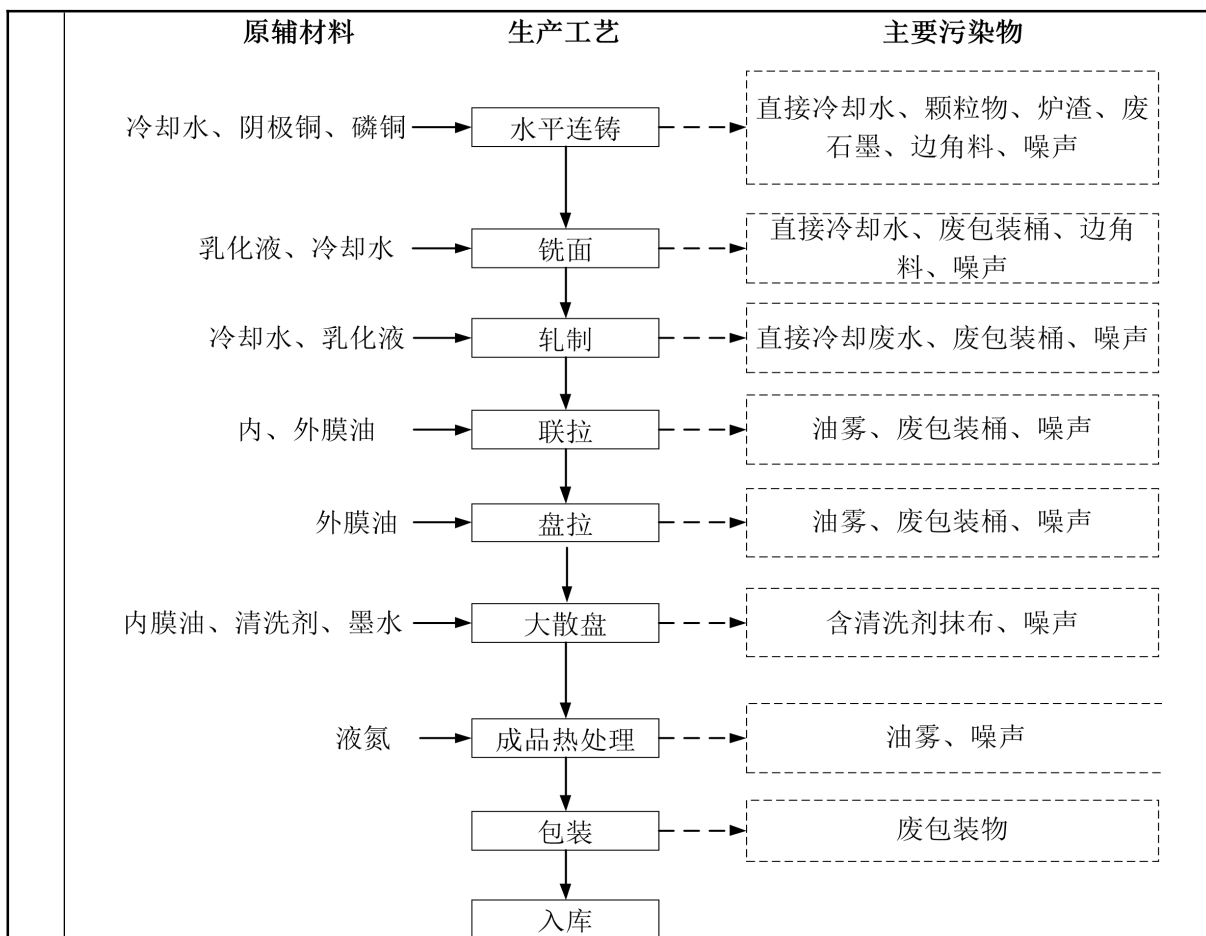 原辅材料 生产工艺 主要污染物
冷却水、阴极铜、磷铜 水平连铸 直接冷却水、颗粒物、炉渣、废
石墨、边角料、噪声
乳化液、冷却水 铣面 直接冷却水、废包装桶、边角
料、噪声
冷却水、乳化液 轧制 直接冷却废水、废包装桶、噪声
内、外膜油 联拉 油雾、废包装桶、噪声
外膜油 盘拉 油雾、废包装桶、噪声
内膜油、清洗剂、墨水 大散盘 含清洗剂抹布、噪声
液氮 成品热处理 油雾、噪声
包装 废包装物
入库